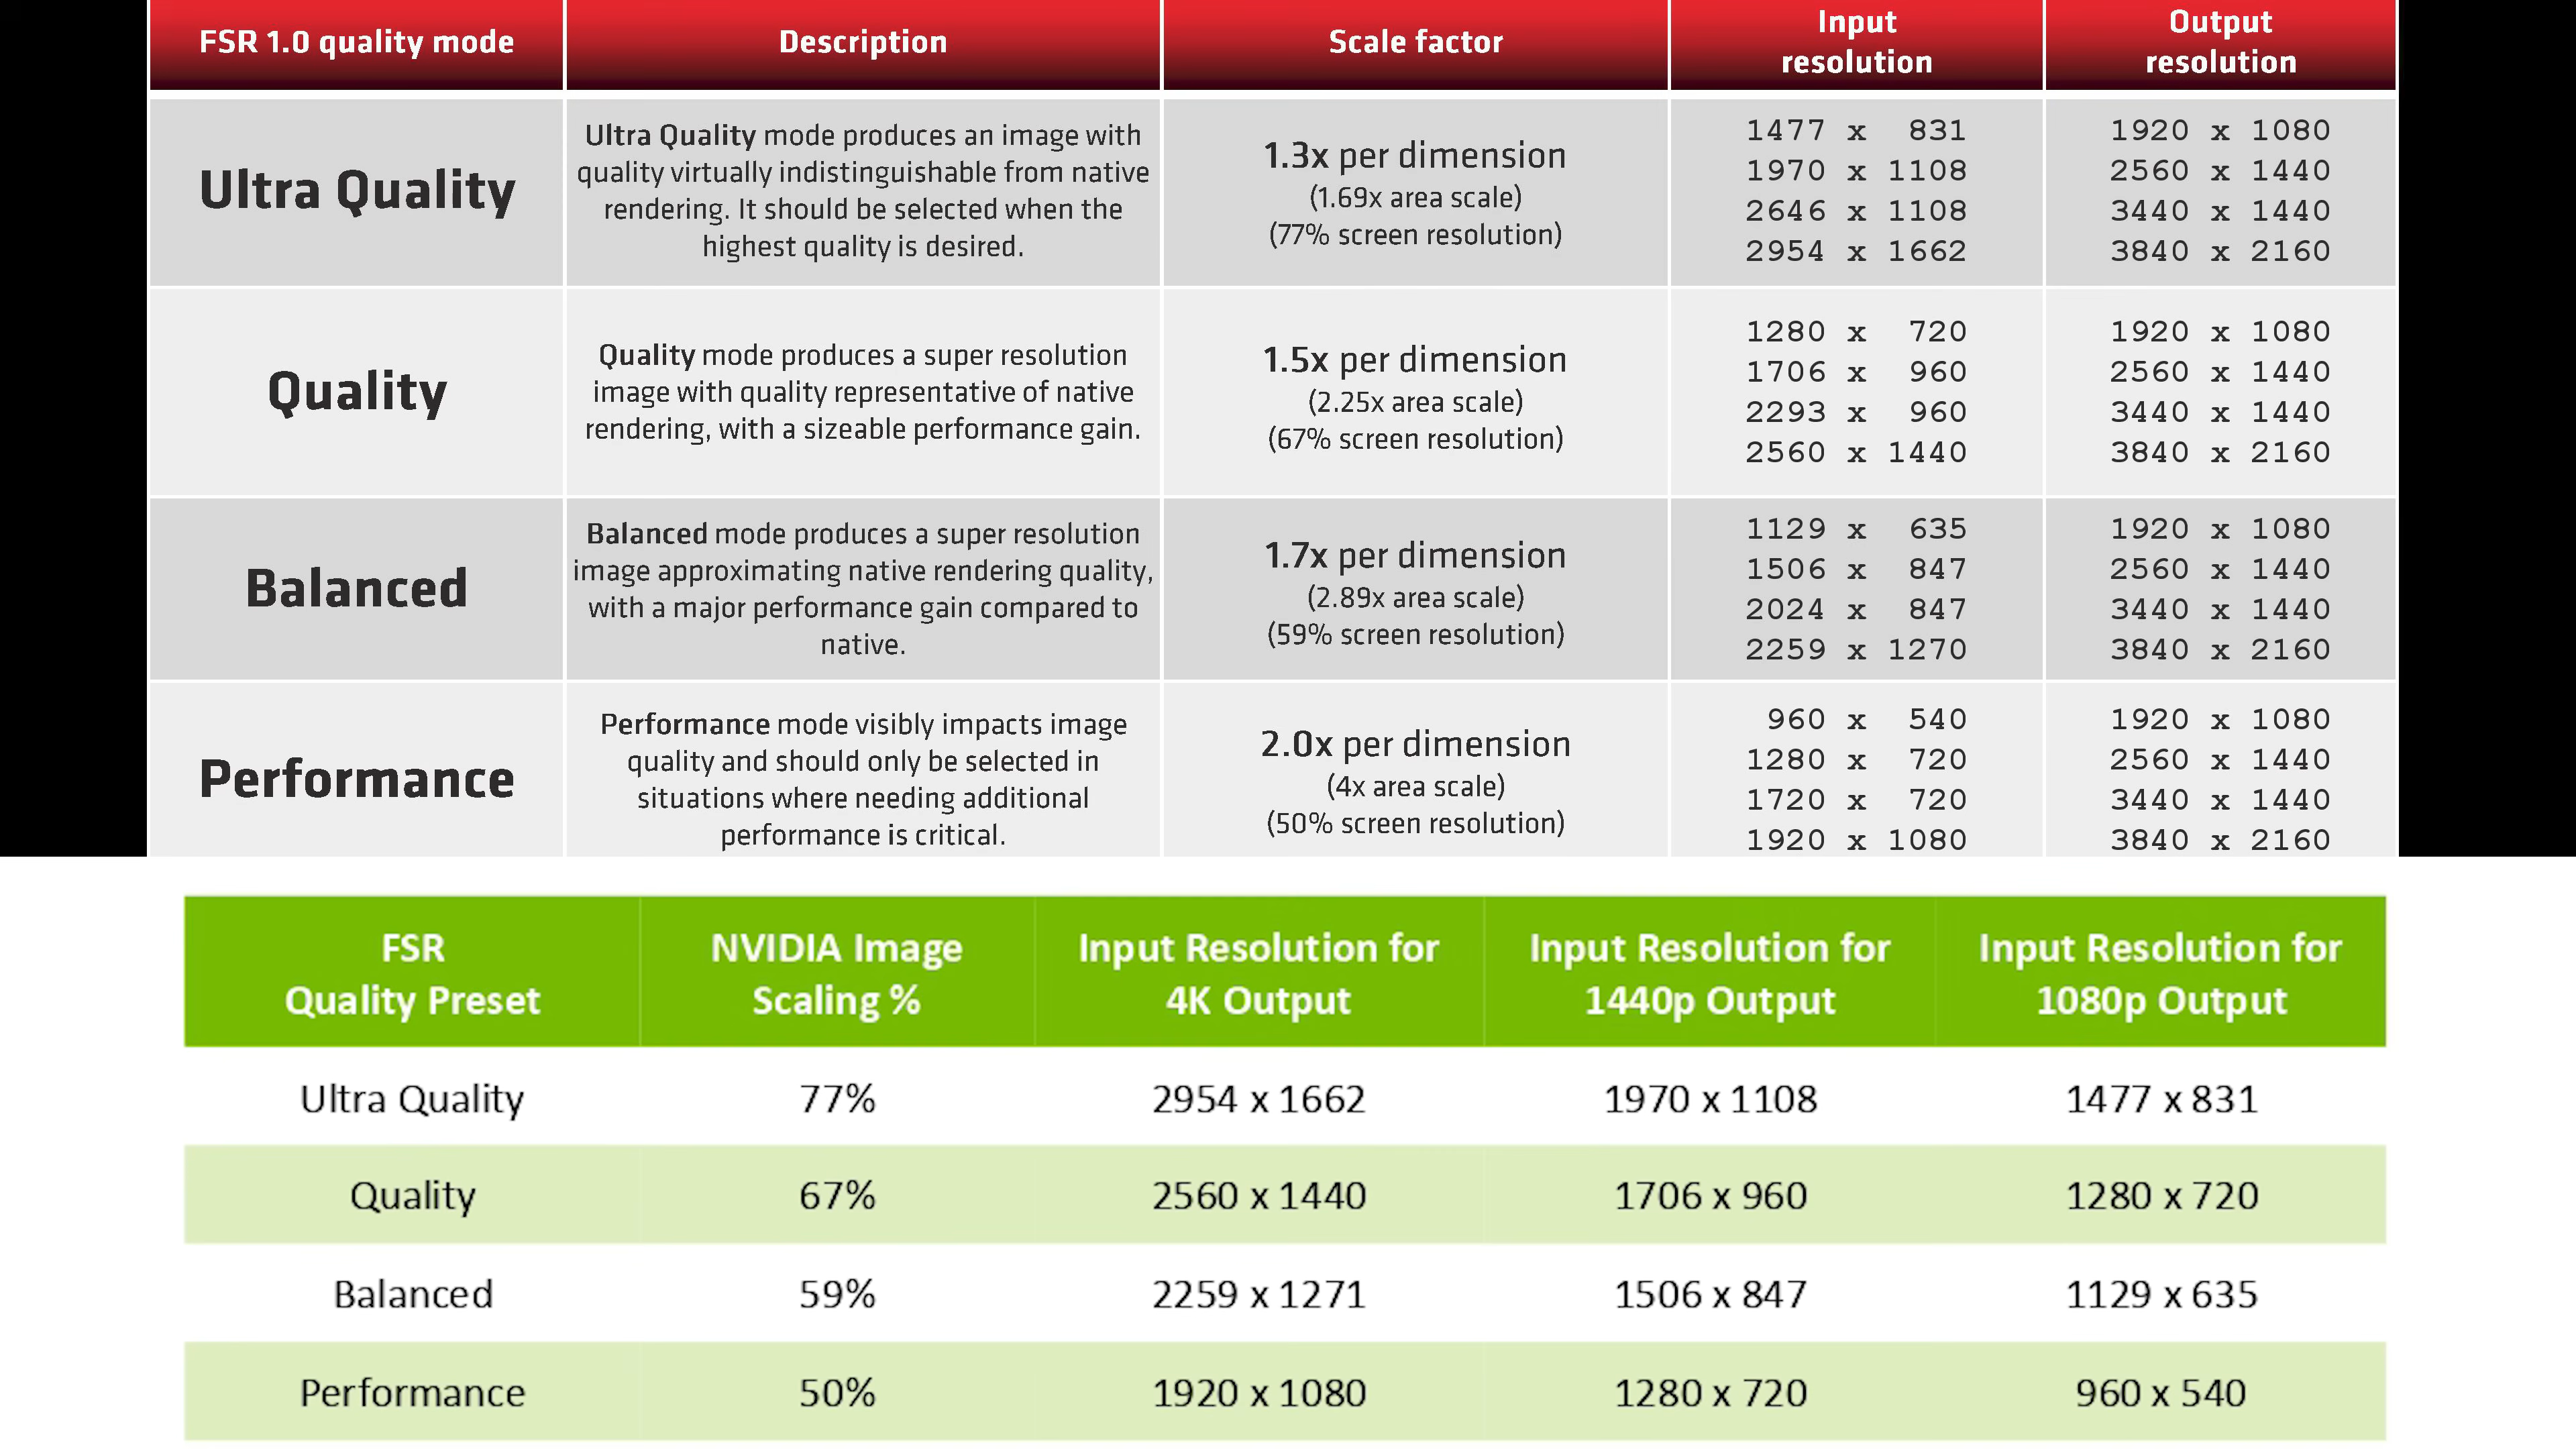 FSR 1.0 quality mode
Description
Scale factor
Input
resolution
Output
resolution
Ultra Quality
Ultra Quality mode produces an image with
quality virtually indistinguishable from native
rendering. It should be selected when the
highest quality is desired.
1.3x per dimension
(1.69x area scale)
(77% screen resolution)
1477 x 831
1970 x 1108
2646 x 1108
2954 x 1662
1920 x 1080
2560 x 1440
3440 x 1440
3840 x 2160
Quality
Quality mode produces a super resolution
image with quality representative of native
rendering, with a sizeable performance gain.
1.5x per dimension
(2.25x area scale)
(67% screen resolution)
1280 x 720
1706 x 960
2293 x 960
2560 x 1440
1920 x 1080
2560 x 1440
3440 x 1440
3840 x 2160
Balanced
Balanced mode produces a super resolution
image approximating native rendering quality,
with a major performance gain compared to
native.
1.7x per dimension
(2.89x area scale)
(59% screen resolution)
1129 x 635
1506 x 847
2024 x 847
2259 x 1270
1920 x 1080
2560 x 1440
3440 x 1440
3840 x 2160
Performance
Performance mode visibly impacts image
quality and should only be selected in
situations where needing additional
performance is critical.
2.0x per dimension
(4x area scale)
(50% screen resolution)
960 x 540
1280 x 720
1720 x 720
1920 x 1080
1920 x 1080
2560 x 1440
3440 x 1440
3840 x 2160
FSR
Quality Preset
NVIDIA Image
Scaling %
Input Resolution for
4K Output
Input Resolution for
1440p Output
Input Resolution for
1080p Output
Ultra Quality 77% 2954 x 1662 1970 x 1108 1477 x 831
Quality 67% 2560 x 1440 1706 x 960 1280 x 720
Balanced 59% 2259 x 1271 1506 x 847 1129 x 635
Performance 50% 1920 x 1080 1280 x 720 960 x 540